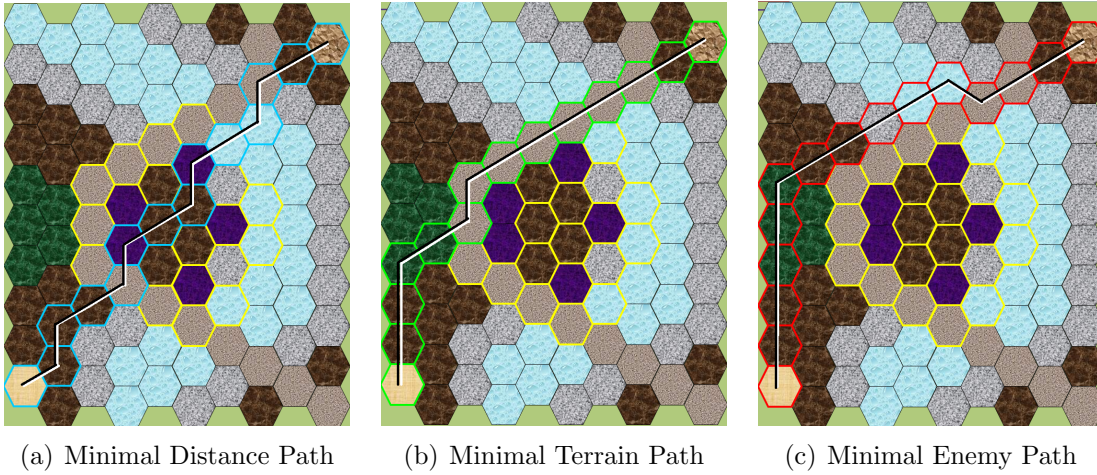 (a) Minimal Distance Path
(b) Minimal Terrain Path
(c) Minimal Enemy Path